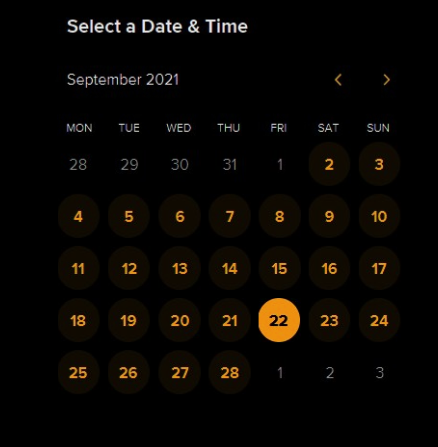 Select a Date & Time
September 2021
MON TUE WED THU FRI SAT SUN
28 29 30 31 1 2 3
4 5 6 7 8 9 10
11 12 13 14 15 16 17
18 19 20 21 22 23 24
25 26 27 28 1 2 3